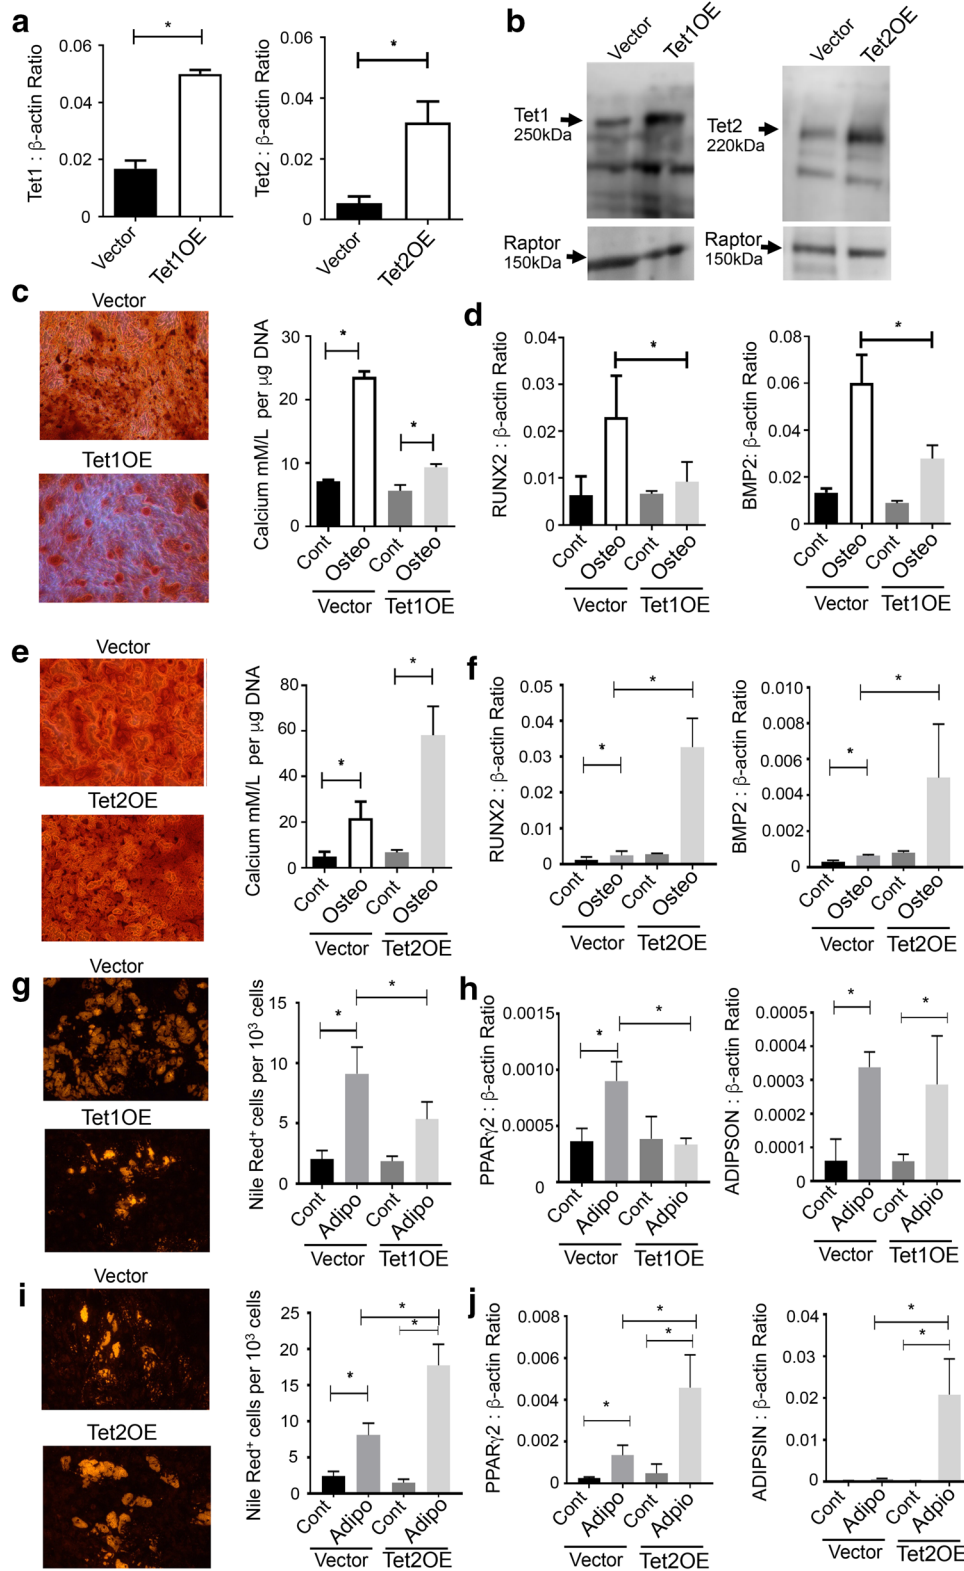 a
Tet1 : β-actin Ratio
0.06
0.04
0.02
0
*
Vector
Tet1OE
Tet2 : β-actin Ratio
0.06
0.04
0.02
0
*
Vector
Tet2OE
b
Vector
Tet1OE
Tet1
250kDa
Raptor
150kDa
Vector
Tet2OE
Tet2
220kDa
Raptor
150kDa
c
Vector
Tet1OE
Calcium mM/L per µg DNA
30
20
10
0
*
*
Cont
Osteo
Cont
Osteo
Vector
Tet1OE
d
RUNX2 : β-actin Ratio
0.04
0.03
0.02
0.01
0
*
Cont
Osteo
Cont
Osteo
Vector
Tet1OE
BMP2: β-actin Ratio
0.08
0.06
0.04
0.02
0
*
Cont
Osteo
Cont
Osteo
Vector
Tet1OE
e
Vector
Tet2OE
Calcium mM/L per µg DNA
80
60
40
20
0
*
*
Cont
Osteo
Cont
Osteo
Vector
Tet2OE
f
RUNX2 : β-actin Ratio
0.05
0.04
0.03
0.02
0.01
0
*
*
Cont
Osteo
Cont
Osteo
Vector
Tet2OE
BMP2 : β-actin Ratio
0.010
0.008
0.006
0.004
0.002
0
*
*
Cont
Osteo
Cont
Osteo
Vector
Tet2OE
g
Vector
Tet1OE
Nile Red⁺ cells per 10³ cells
15
10
5
0
*
*
Cont
Adipo
Cont
Adipo
Vector
Tet1OE
h
PPARγ2 : β-actin Ratio
0.0015
0.0010
0.0005
0
*
*
Cont
Adipo
Cont
Adpio
Vector
Tet1OE
ADIPSON : β-actin Ratio
0.0005
0.0004
0.0003
0.0002
0.0001
0
*
*
Cont
Adipo
Cont
Adpio
Vector
Tet1OE
i
Vector
Tet2OE
Nile Red⁺ cells per 10³ cells
25
20
15
10
5
0
*
*
*
Cont
Adipo
Cont
Adipo
Vector
Tet2OE
j
PPARγ2 : β-actin Ratio
0.008
0.006
0.004
0.002
0
*
*
*
Cont
Adipo
Cont
Adpio
Vector
Tet2OE
ADIPSIN : β-actin Ratio
0.04
0.03
0.02
0.01
0
*
*
Cont
Adipo
Cont
Adpio
Vector
Tet2OE